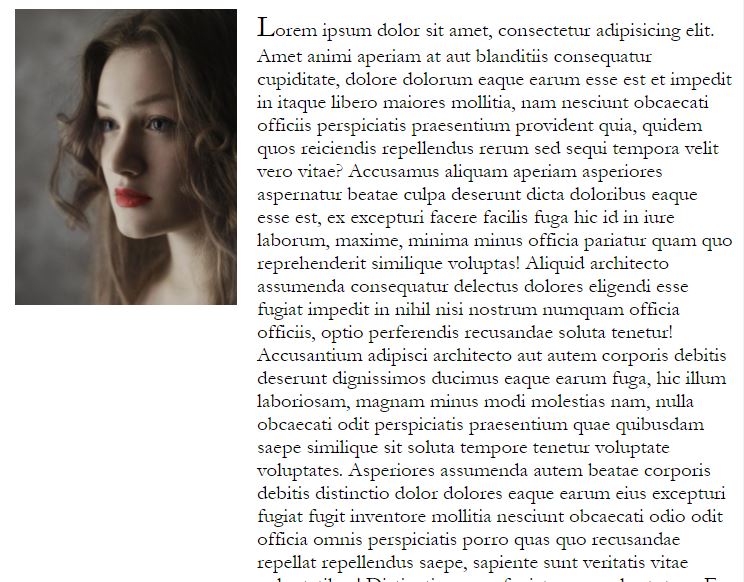 Lorem ipsum dolor sit amet, consectetur adipisicing elit.
Amet animi aperiam at aut blanditiis consequatur
cupiditate, dolore dolorum eaque earum esse est et impedit
in itaque libero maiores mollitia, nam nesciunt obcaecati
officiis perspiciatis praesentium provident quia, quidem
quos reiciendis repellendus rerum sed sequi tempora velit
vero vitae? Accusamus aliquam aperiam asperiores
aspernatur beatae culpa deserunt dicta doloribus eaque
esse est, ex excepturi facere facilis fuga hic id in iure
laborum, maxime, minima minus officia pariatur quam quo
reprehenderit similique voluptas! Aliquid architecto
assumenda consequatur delectus dolores eligendi esse
fugiat impedit in nihil nisi nostrum numquam officia
officiis, optio perferendis recusandae soluta tenetur!
Accusantium adipisci architecto aut autem corporis debitis
deserunt dignissimos ducimus eaque earum fuga, hic illum
laboriosam, magnam minus modi molestias nam, nulla
obcaecati odit perspiciatis praesentium quae quibusdam
saepe similique sit soluta tempore tenetur voluptate
voluptates. Asperiores assumenda autem beatae corporis
debitis distinctio dolor dolores eaque earum eius excepturi
fugiat fugit inventore mollitia nesciunt obcaecati odio odit
officia omnis perspiciatis porro quas quo recusandae
repellat repellendus saepe, sapiente sunt veritatis vitae